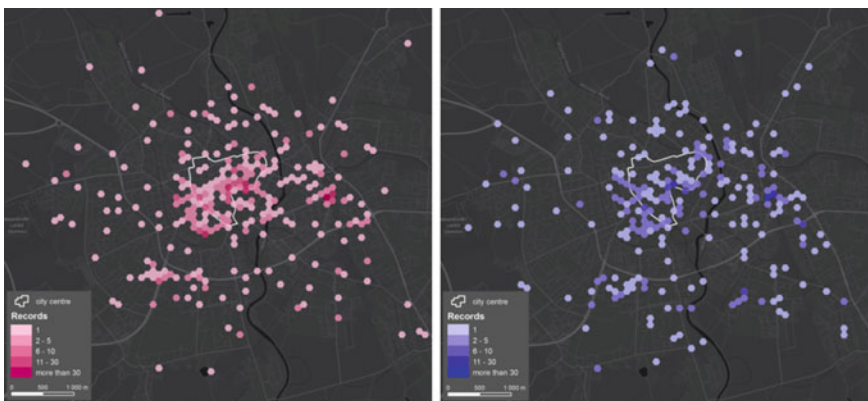 city centre
Records
1
2 - 5
6 - 10
11 - 30
more than 30
0 500 1 000 m
city centre
Records
1
2 - 5
6 - 10
11 - 30
more than 30
0 500 1 000 m